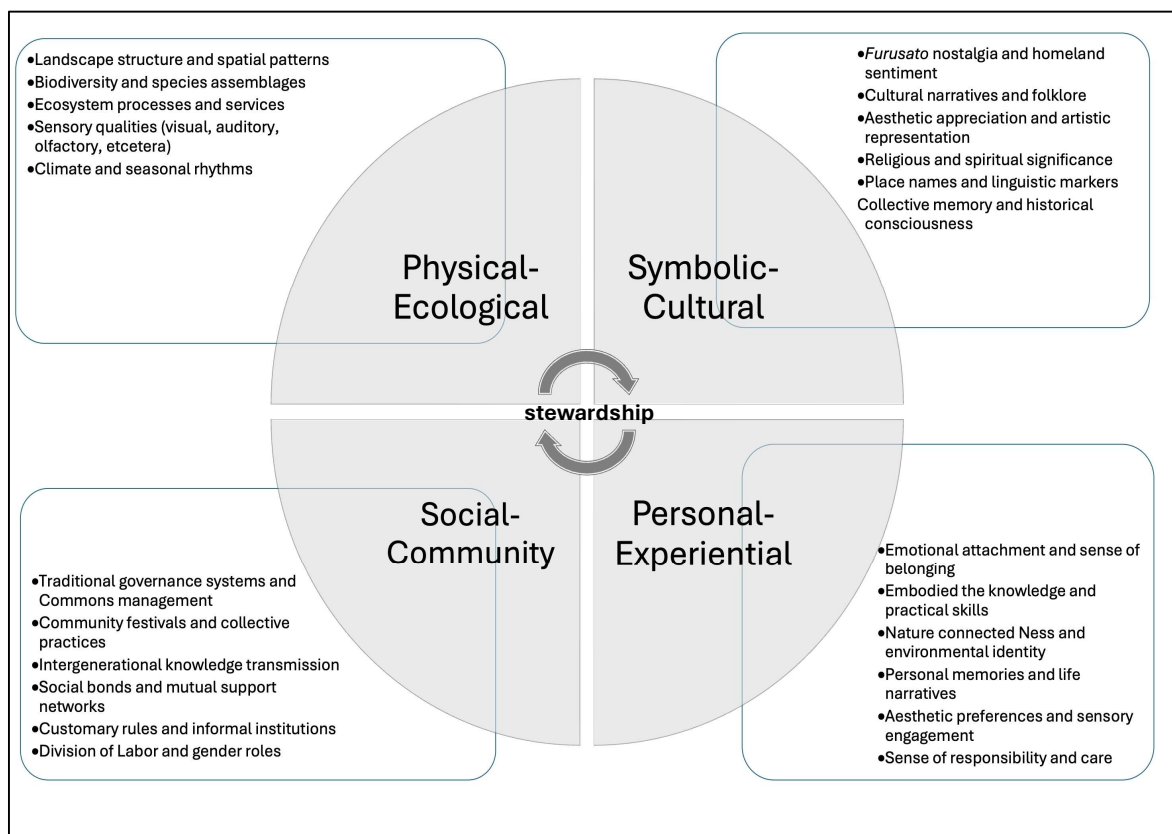 •Landscape structure and spatial patterns
•Biodiversity and species assemblages
•Ecosystem processes and services
•Sensory qualities (visual, auditory,
olfactory, etcetera)
•Climate and seasonal rhythms
•Furusato nostalgia and homeland
sentiment
•Cultural narratives and folklore
•Aesthetic appreciation and artistic
representation
•Religious and spiritual significance
•Place names and linguistic markers
Collective memory and historical
consciousness
Physical-
Ecological
Symbolic-
Cultural
stewardship
Social-
Community
Personal-
Experiential
•Traditional governance systems and
Commons management
•Community festivals and collective
practices
•Intergenerational knowledge transmission
•Social bonds and mutual support
networks
•Customary rules and informal institutions
•Division of Labor and gender roles
•Emotional attachment and sense of
belonging
•Embodied the knowledge and
practical skills
•Nature connected Ness and
environmental identity
•Personal memories and life
narratives
•Aesthetic preferences and sensory
engagement
•Sense of responsibility and care